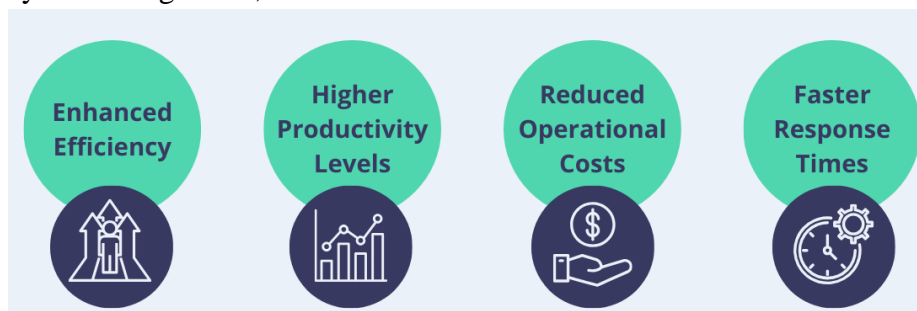 Enhanced
Efficiency
Higher
Productivity
Levels
Reduced
Operational
Costs
$
Faster
Response
Times